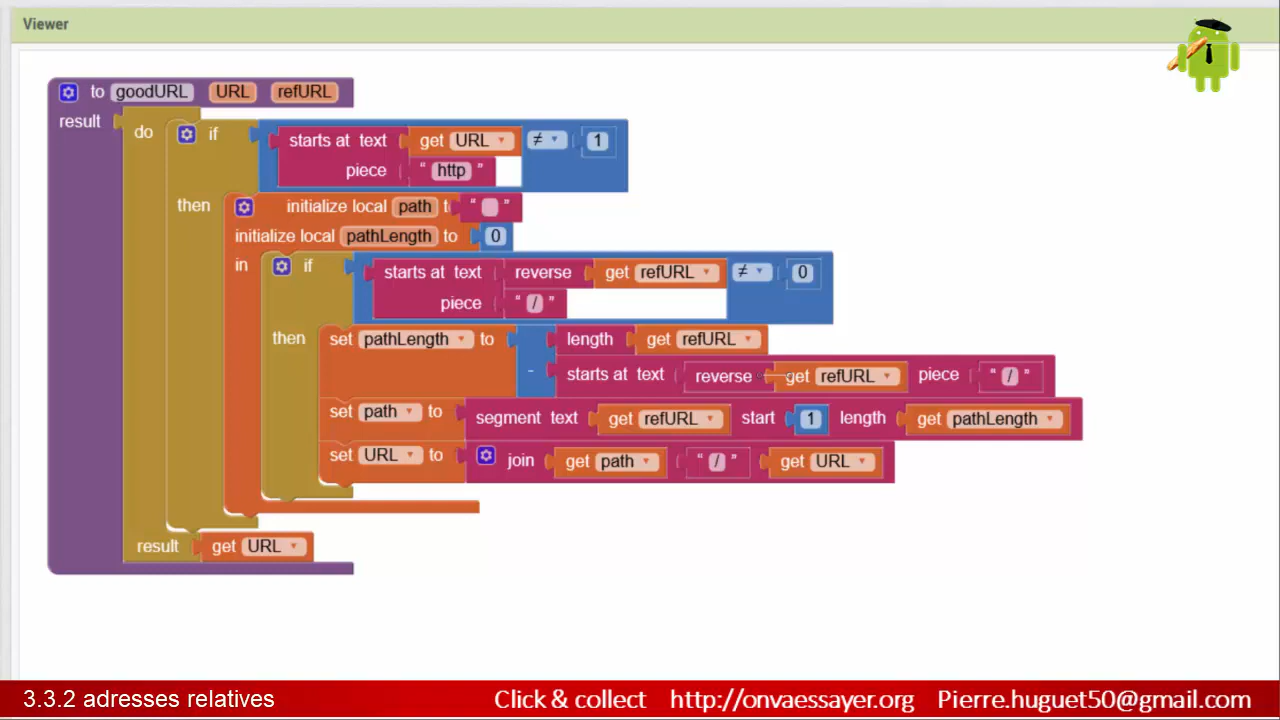 Viewer
to goodURL URL refURL
result do if starts at text get URL ≠ 1
piece “ http ”
then initialize local path t “ ”
initialize local pathLength to 0
in if starts at text reverse get refURL ≠ 0
piece “ / ”
then set pathLength to length get refURL
- starts at text reverse get refURL piece “ / ”
set path to segment text get refURL start 1 length get pathLength
set URL to join get path “ / ” get URL
result get URL
3.3.2 adresses relatives Click & collect http://onvaessayer.org Pierre.huguet50@gmail.com